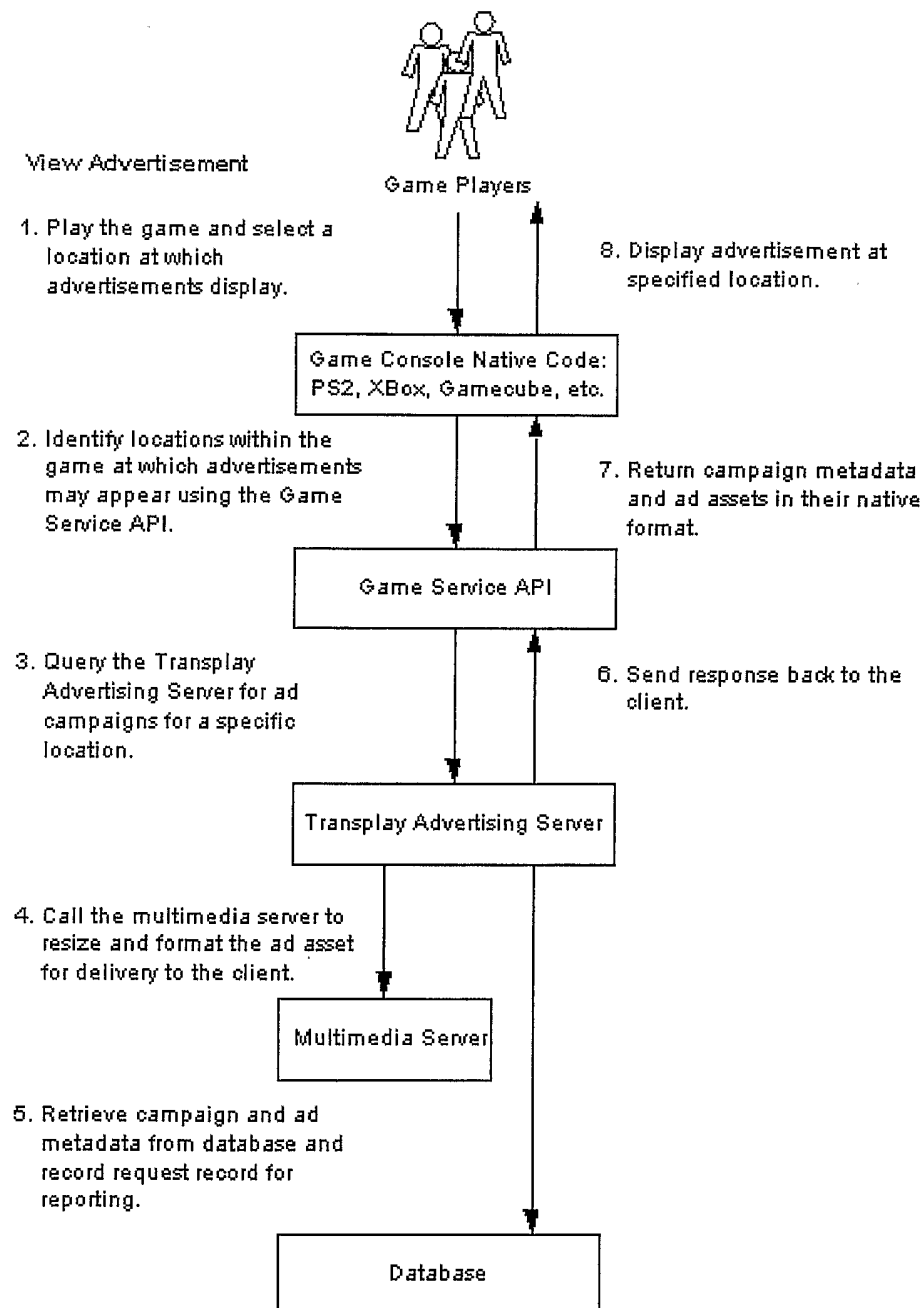 View Advertisement
Game Players
1. Play the game and select a
location at which
advertisements display.
8. Display advertisement at
specified location.
Game Console Native Code:
PS2, XBox, Gamecube, etc.
2. Identify locations within the
game at which advertisements
may appear using the Game
Service API.
7. Return campaign metadata
and ad assets in their native
format.
Game Service API
3. Query the Transplay
Advertising Server for ad
campaigns for a specific
location.
6. Send response back to the
client.
Transplay Advertising Server
4. Call the multimedia server to
resize and format the ad asset
for delivery to the client.
Multimedia Server
5. Retrieve campaign and ad
metadata from database and
record request record for
reporting.
Database